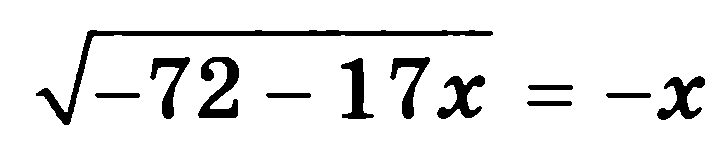 √(-72 - 17x) = -x